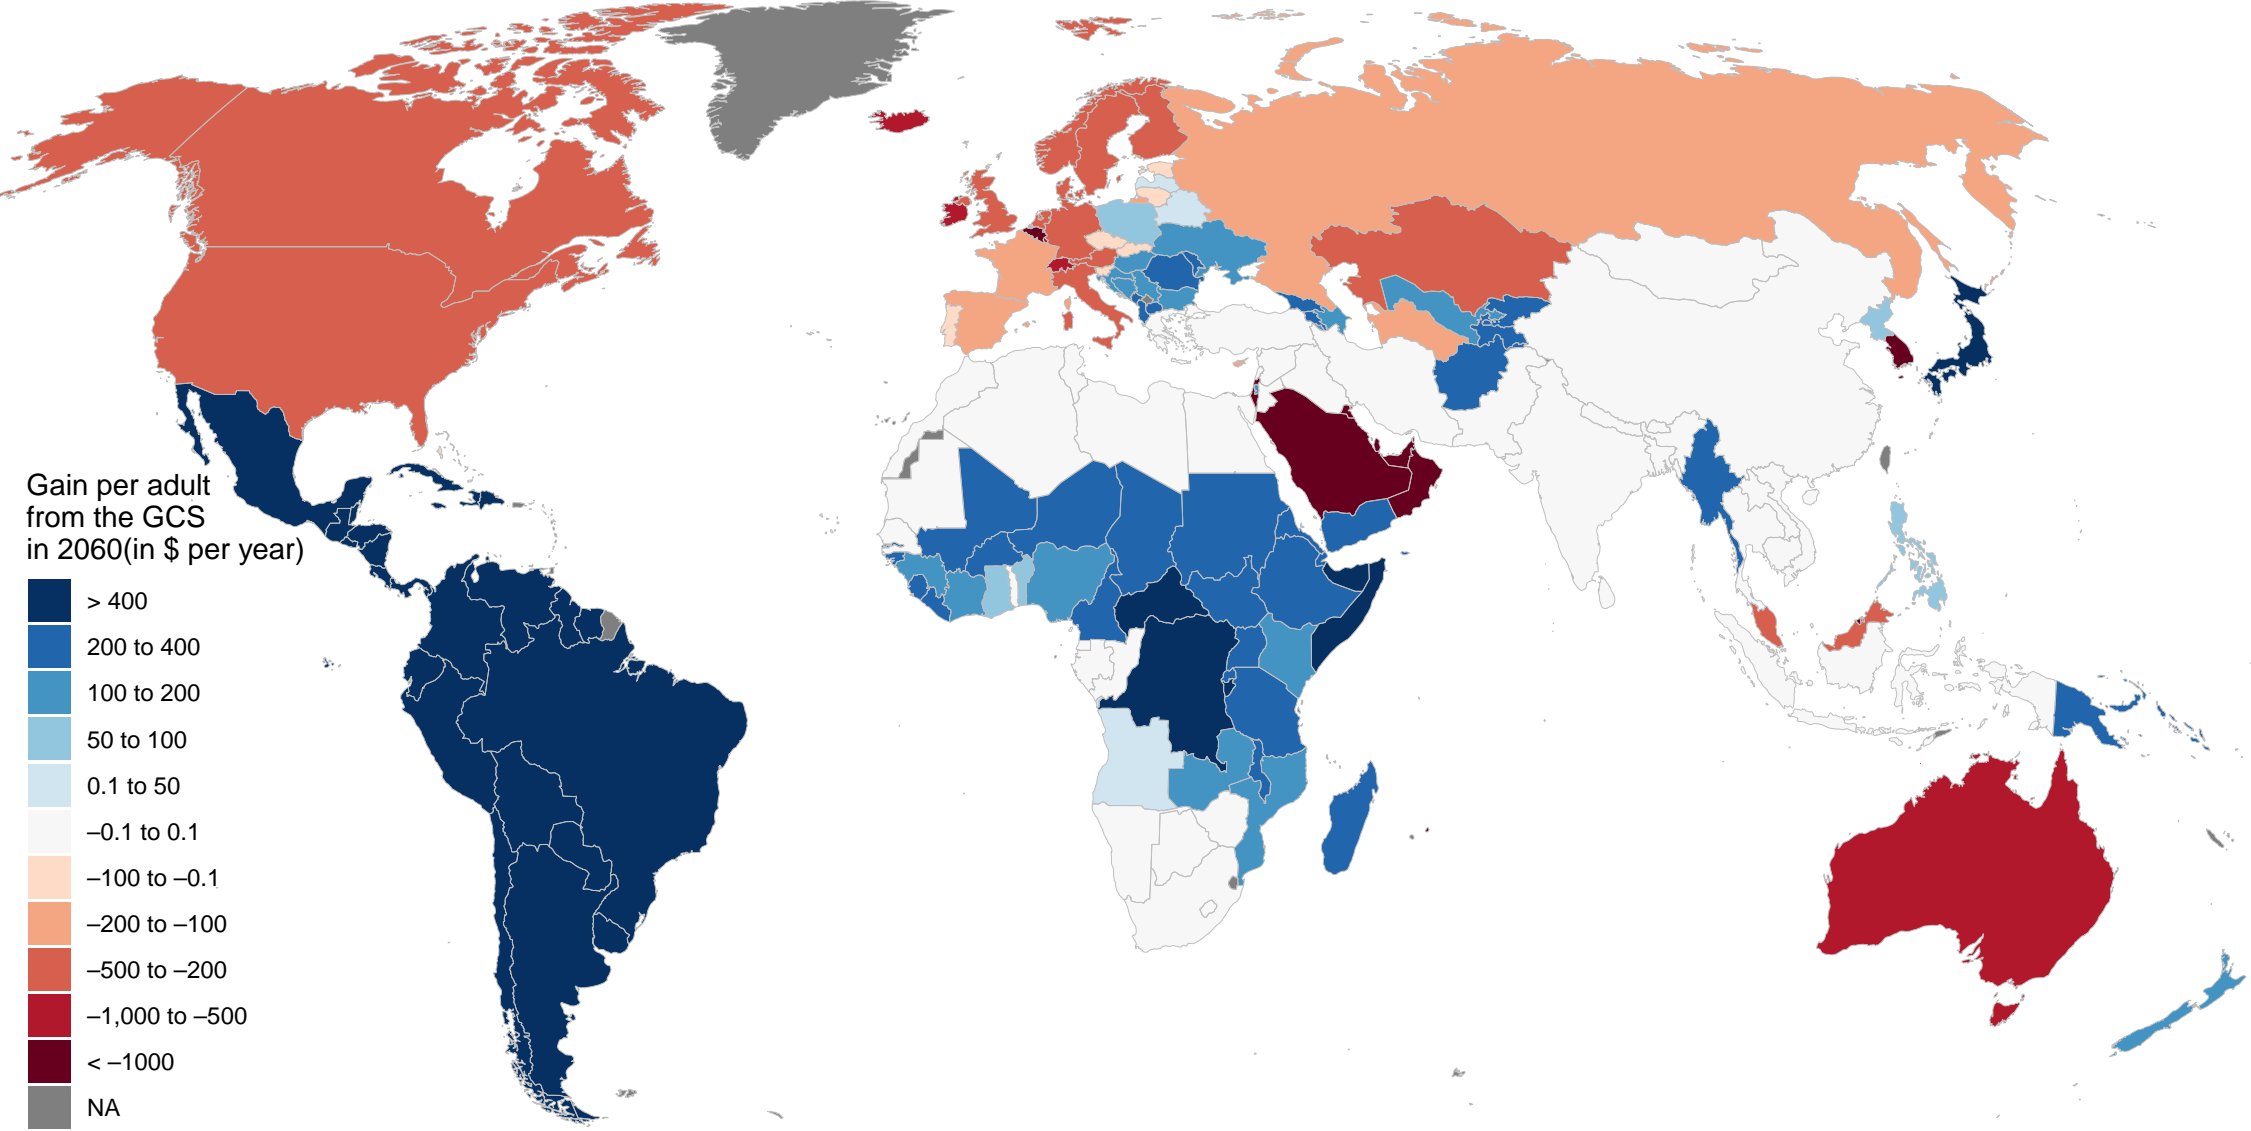 Gain per adult
from the GCS
in 2060(in $ per year)
> 400
200 to 400
100 to 200
50 to 100
0.1 to 50
–0.1 to 0.1
–100 to –0.1
–200 to –100
–500 to –200
–1,000 to –500
< –1000
NA